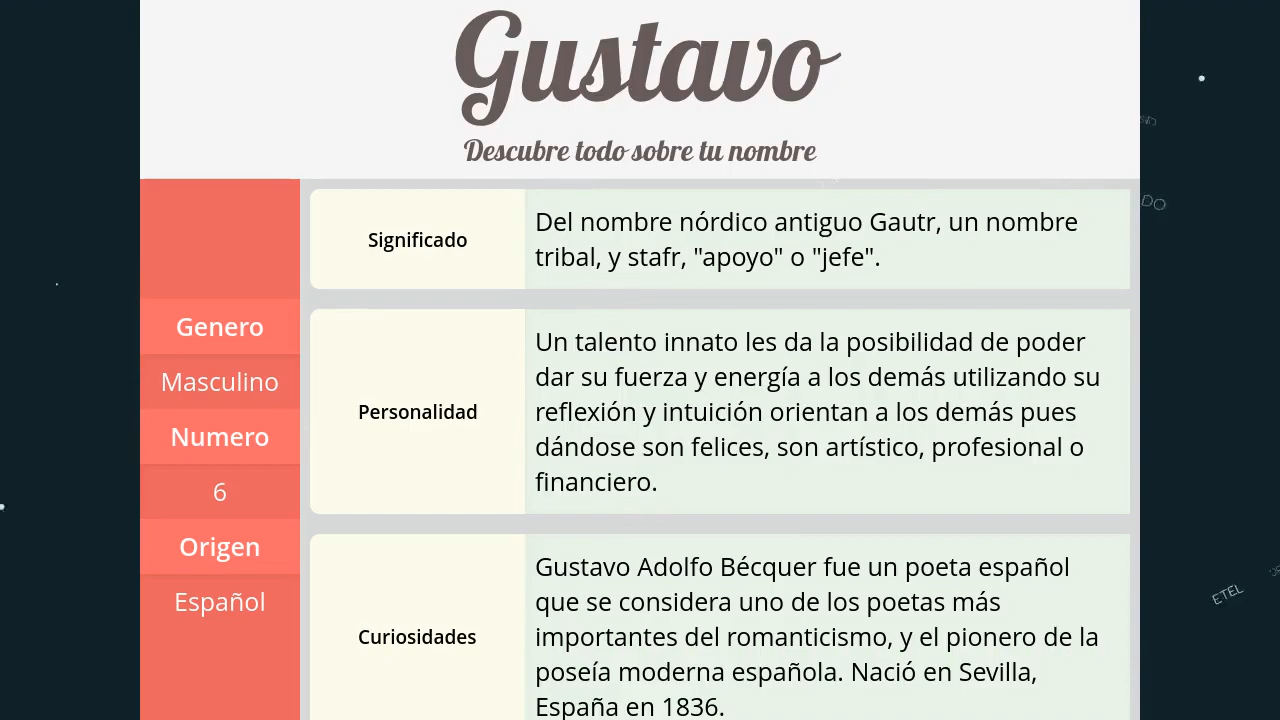 Gustavo
Descubre todo sobre tu nombre
Genero
Masculino
Numero
6
Origen
Español
Significado
Del nombre nórdico antiguo Gautr, un nombre
tribal, y stafr, "apoyo" o "jefe".
Personalidad
Un talento innato les da la posibilidad de poder
dar su fuerza y energía a los demás utilizando su
reflexión y intuición orientan a los demás pues
dándose son felices, son artístico, profesional o
financiero.
Curiosidades
Gustavo Adolfo Bécquer fue un poeta español
que se considera uno de los poetas más
importantes del romanticismo, y el pionero de la
poseía moderna española. Nació en Sevilla,
España en 1836.
DO
ETEL